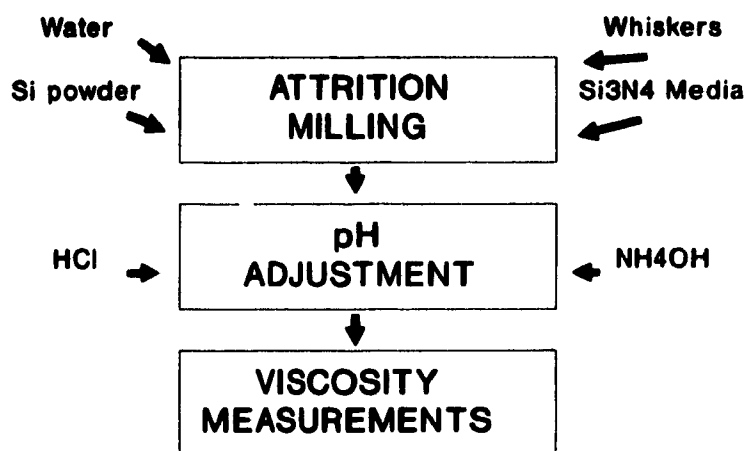 Water
Whiskers
Si powder
ATTRITION
MILLING
Si3N4 Media
HCl
pH
ADJUSTMENT
NH4OH
VISCOSITY
MEASUREMENTS